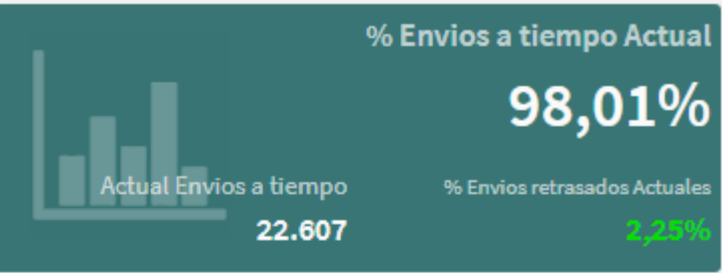 % Envios a tiempo Actual
98,01%
Actual Envios a tiempo
% Envios retrasados Actuales
22.607
2,25%